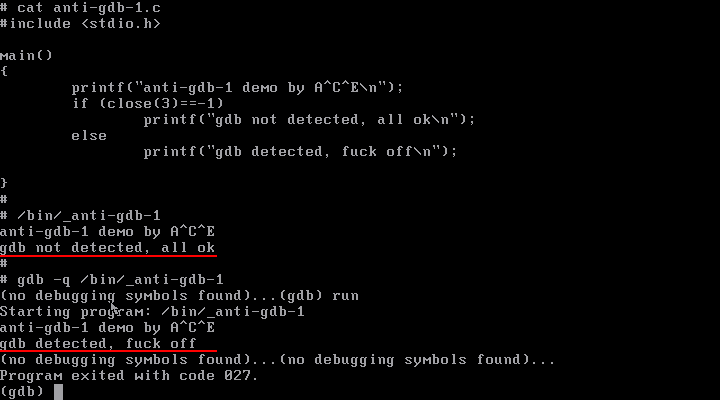 # cat anti-gdb-1.c
#include <stdio.h>
main()
{
printf("anti-gdb-1 demo by A^C^E\n");
if (close(3)==-1)
printf("gdb not detected, all ok\n");
else
printf("gdb detected, fuck off\n");
}
#
# /bin/_anti-gdb-1
anti-gdb-1 demo by A^C^E
gdb not detected, all ok
#
# gdb -q /bin/_anti-gdb-1
(no debugging symbols found)...(gdb) run
Starting program: /bin/_anti-gdb-1
anti-gdb-1 demo by A^C^E
gdb detected, fuck off
(no debugging symbols found)...(no debugging symbols found)...
Program exited with code 027.
(gdb)